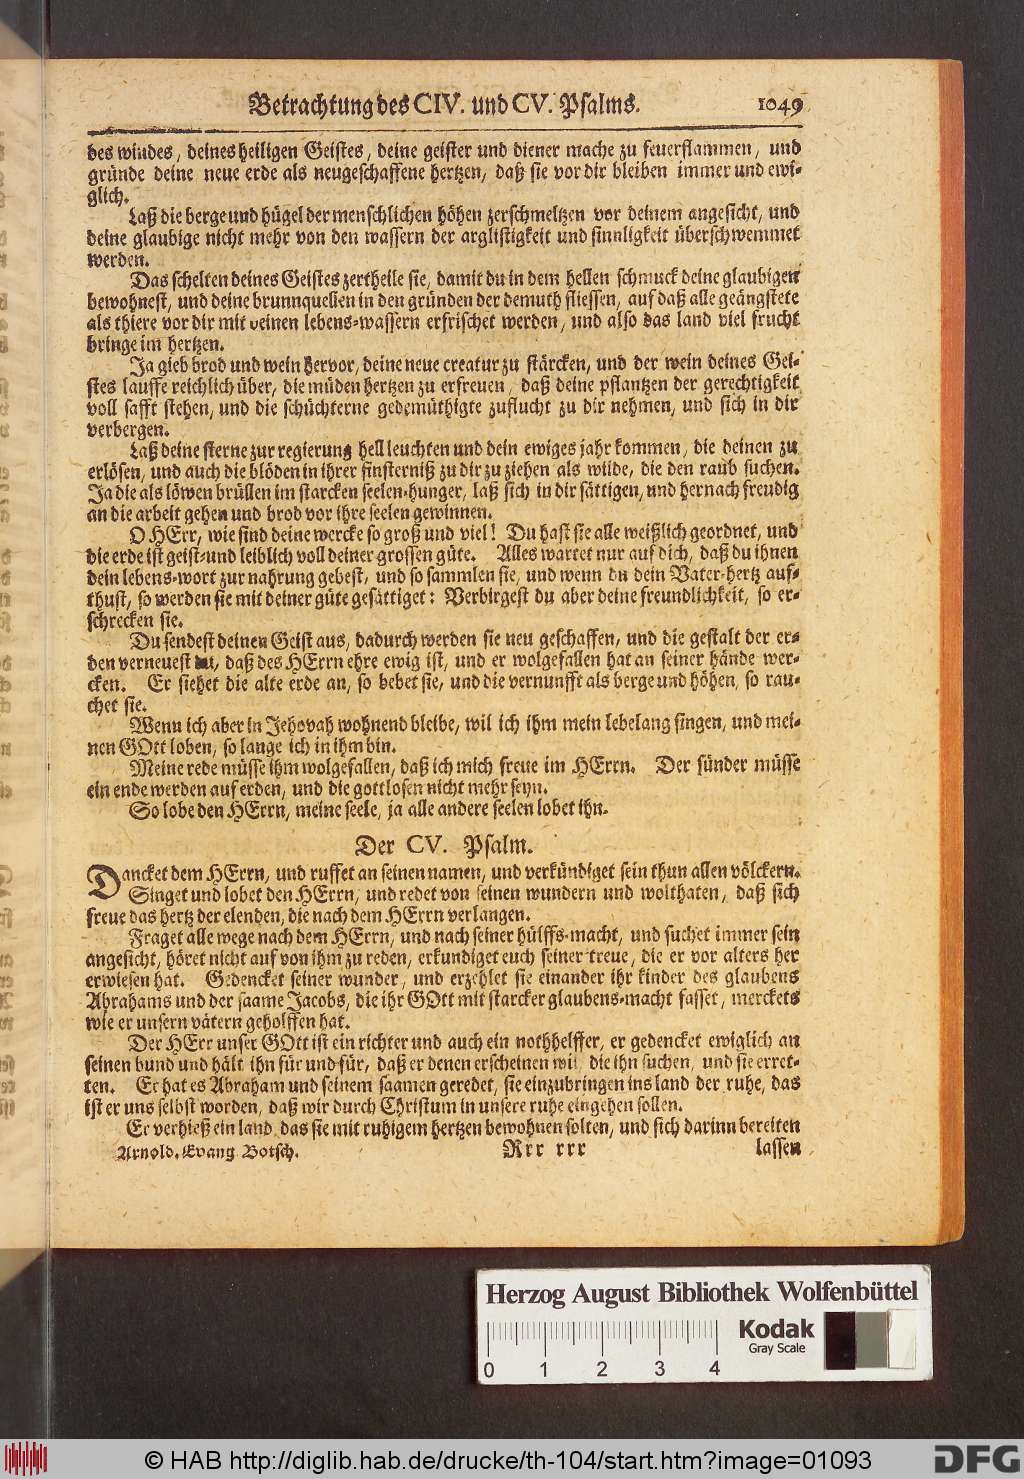 Betrachtung des CIV. und CV. Psalms. 1049
des windes, deines heiligen Geistes, deine geister und diener mache zu feuerflammen, und
gründe deine neue erde als neugeschaffene hertzen, daß sie vor dir bleiben immer und ewi-
glich.
Laß die berge und hügel der menschlichen höhen zerschmeltzen vor deinem angesicht, und
deine glaubige nicht mehr von den wassern der arglistigkeit und sinnligkeit überschwemmet
werden.
Das schelten deines Geistes zertheile sie, damit du in dem hellen schmuck deine glaubigen
bewohnest, und deine brunnquellen in den gründen der demuth fliessen, auf daß alle geängstete
als thiere vor dir mit deinen lebens-wassern erfrischet werden, und also das land viel frucht
bringe im hertzen.
Ja gieb brod und wein hervor, deine neue creatur zu stärcken, und der wein deines Gei-
stes lauffe reichlich über, die müden hertzen zu erfreuen, daß deine pflantzen der gerechtigkeit
voll safft stehen, und die schüchterne gedemüthigte zuflucht zu dir nehmen, und sich in dir
verbergen.
Laß deine sterne zur regierung hell leuchten und dein ewiges jahr kommen, die deinen zu
erlösen, und auch die blöden in ihrer finsterniß zu dir zu ziehen als wilde, die den raub suchen.
Ja die als löwen brüllen im starcken seelen-hunger, laß sich in dir sättigen, und hernach freudig
an die arbeit gehen und brod vor ihre seelen gewinnen.
O HErr, wie sind deine wercke so groß und viel! Du hast sie alle weißlich geordnet, und
die erde ist geist-und leiblich voll deiner grossen güte. Alles wartet nur auf dich, daß du ihnen
dein lebens-wort zur nahrung gebest, und so sammlen sie, und wenn du dein Vater-hertz auf-
thust, so werden sie mit deiner güte gesättiget: Verbirgest du aber deine freundlichkeit, so er-
schrecken sie.
Du sendest deinen Geist aus, dadurch werden sie neu geschaffen, und die gestalt der er-
den verneuest du, daß des HErrn ehre ewig ist, und er wolgefallen hat an seiner hände wer-
cken. Er siehet die alte erde an, so bebet sie, und die vernunfft als berge und höhen, so rau-
chet sie.
Wenn ich aber in Jehovah wohnend bleibe, wil ich ihm mein lebelang singen, und mei-
nen GOtt loben, so lange ich in ihm bin.
Meine rede müsse ihm wolgefallen, daß ich mich freue im HErrn. Der sünder müsse
ein ende werden auf erden, und die gottlosen nicht mehr seyn.
So lobe den HErrn, meine seele, ja alle andere seelen lobet ihn.
Der CV. Psalm.
Dancket dem HErrn, und ruffet an seinen namen, und verkündiget sein thun allen völckern.
Singet und lobet den HErrn, und redet von seinen wundern und wolthaten, daß sich
freue das hertz der elenden, die nach dem HErrn verlangen.
Fraget alle wege nach dem HErrn, und nach seiner hülffs-macht, und suchet immer sein
angesicht, höret nicht auf von ihm zu reden, erkundiget euch seiner treue, die er vor alters her
erwiesen hat. Gedencket seiner wunder, und erzehlet sie einander ihr kinder des glaubens
Abrahams und der saame Jacobs, die ihr GOtt mit starcker glaubens-macht fasset, merckets
wie er unsern vätern geholffen hat.
Der HErr unser GOtt ist ein richter und auch ein nothhelffer, er gedencket ewiglich an
seinen bund und hält ihn für und für, daß er denen erscheinen wil die ihn suchen, und sie erret-
ten. Er hat es Abraham und seinem saamen geredet, sie einzubringen ins land der ruhe, das
ist er uns selbst worden, daß wir durch Christum in unsere ruhe eingehen sollen.
Er verhieß ein land, das sie mit ruhigem hertzen bewohnen solten, und sich darinn bereiten
Arnold. Evang Botsch. Rrr rrr lassen
Herzog August Bibliothek Wolfenbüttel
Kodak
Gray Scale
0 1 2 3 4
© HAB http://diglib.hab.de/drucke/th-104/start.htm?image=01093
DFG